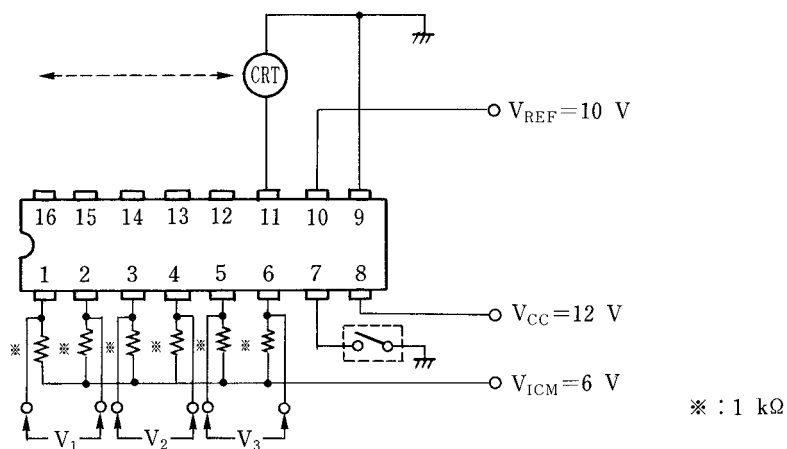 CRT
V_REF=10 V
16 15 14 13 12 11 10 9
1 2 3 4 5 6 7 8
V_CC=12 V
※ ※ ※ ※ ※ ※
V_ICM=6 V
※:1 kΩ
V_1 V_2 V_3